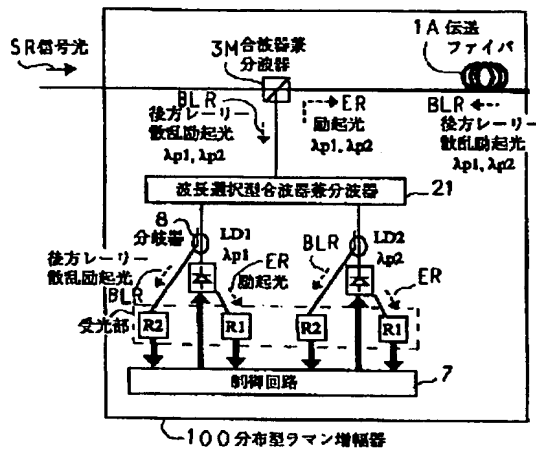 SR信号光
3M 合波器兼
分波器
1A 伝送
ファイバ
BLR
後方レーリー
散乱励起光
λp1, λp2
ER
励起光
λp1, λp2
BLR
後方レーリー
散乱励起光
λp1, λp2
波長選択型合波器兼分波器
21
8
分岐器
LD1
λp1
LD2
λp2
後方レーリー
散乱励起光
BLR
ER
励起光
BLR
ER
受光部
R2
R1
R2
R1
制御回路
7
100分布型ラマン増幅器